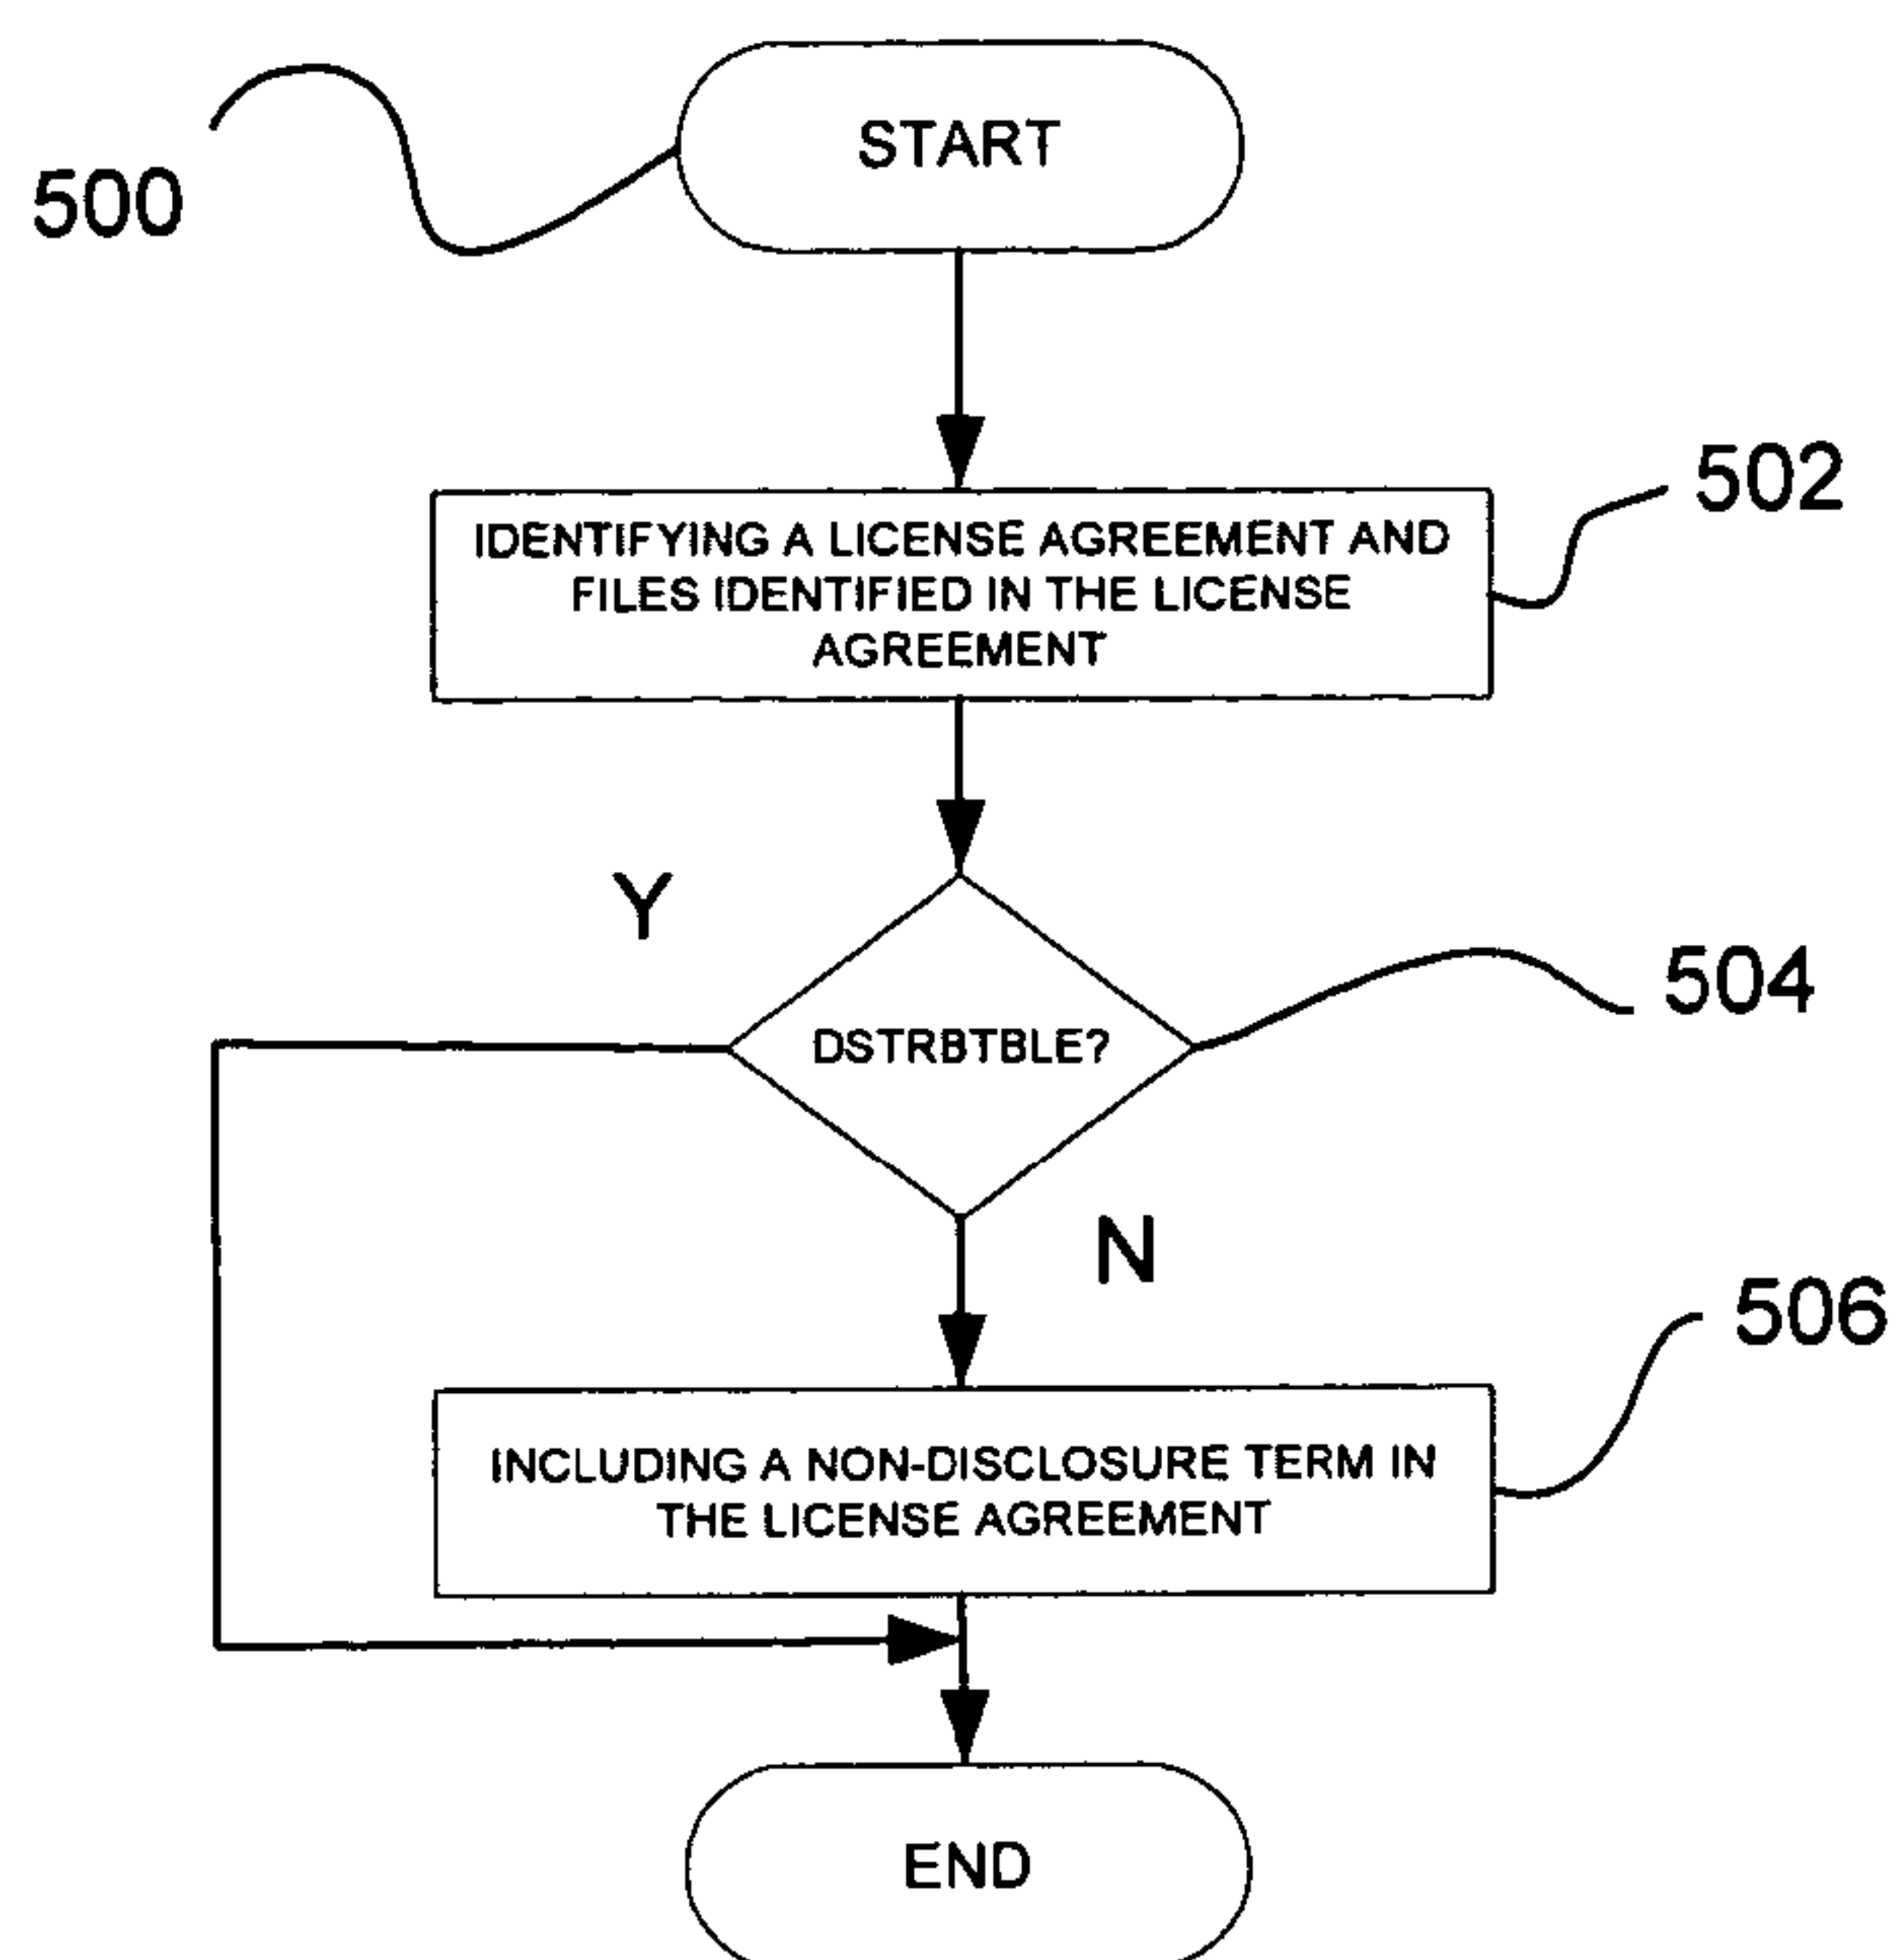 START
500
502
IDENTIFYING A LICENSE AGREEMENT AND
FILES IDENTIFIED IN THE LICENSE
AGREEMENT
Y
504
DSTRBTBLE?
N
506
INCLUDING A NON-DISCLOSURE TERM IN
THE LICENSE AGREEMENT
END